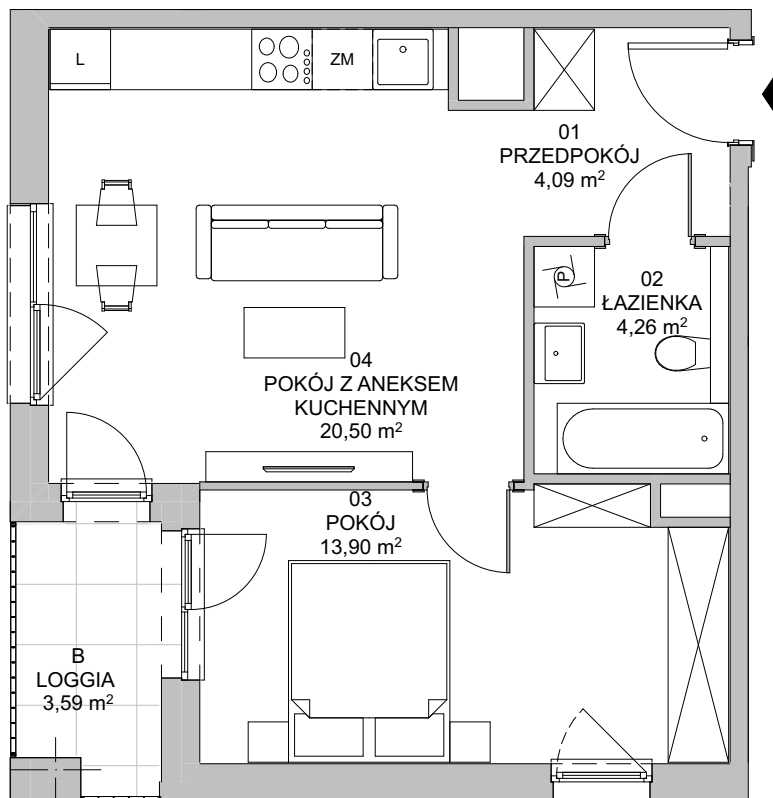 L
ZM
01
PRZEDPOKÓJ
4,09 m²
P
02
ŁAZIENKA
4,26 m²
04
POKÓJ Z ANEKSEM
KUCHENNYM
20,50 m²
03
POKÓJ
13,90 m²
B
LOGGIA
3,59 m²